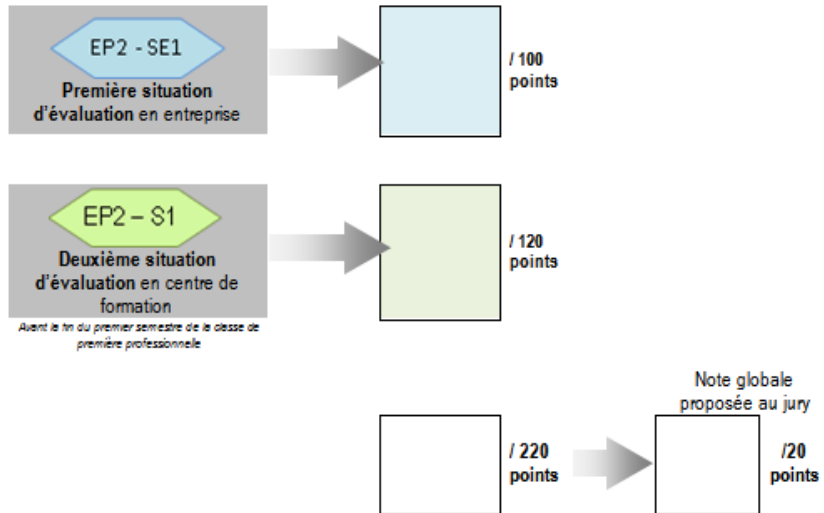 EP2 - SE1
Première situation
d'évaluation en entreprise
/ 100
points
EP2 – S1
Deuxième situation
d'évaluation en centre de
formation
Avant la fin du premier semestre de la classe de
première professionnelle
/ 120
points
Note globale
proposée au jury
/ 220
points
/20
points